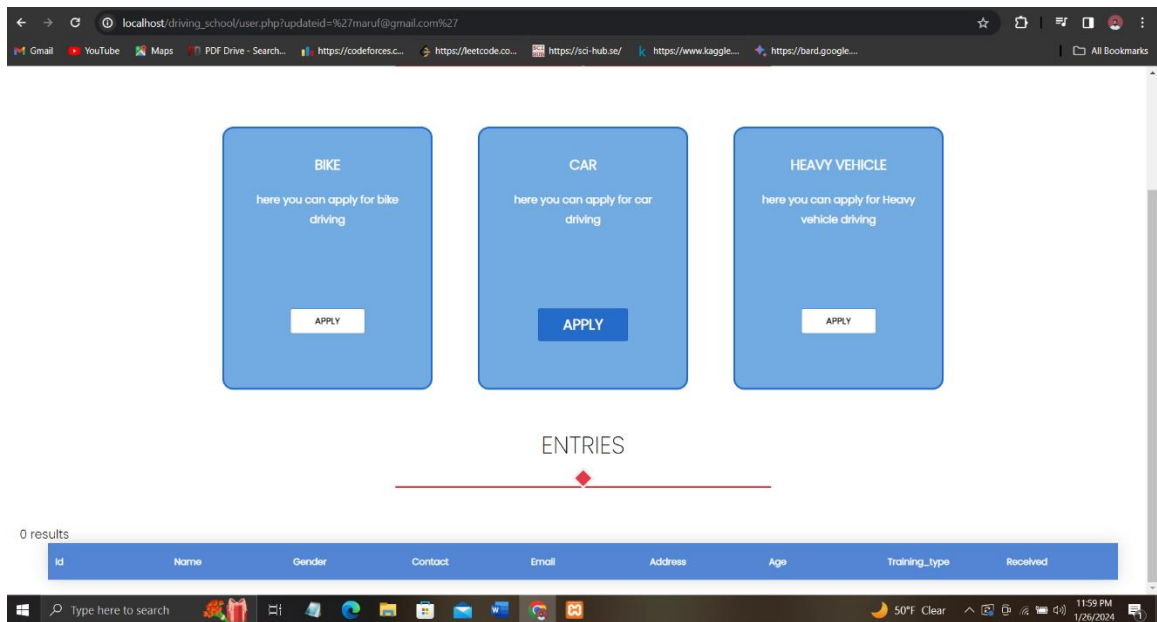 localhost/driving_school/user.php?updateid=%27maruf@gmail.com%27
Gmail YouTube Maps PDF Drive - Search... https://codeforces.c... https://leetcode.co... https://sci-hub.se/ https://www.kaggle.... https://bard.google.... All Bookmarks
BIKE CAR HEAVY VEHICLE
here you can apply for bike here you can apply for car here you can apply for Heavy
driving driving vehicle driving
APPLY APPLY APPLY
ENTRIES
0 results
Id Name Gender Contact Email Address Age Training_type Received
Type here to search 50°F Clear 11:59 PM
1/26/2024